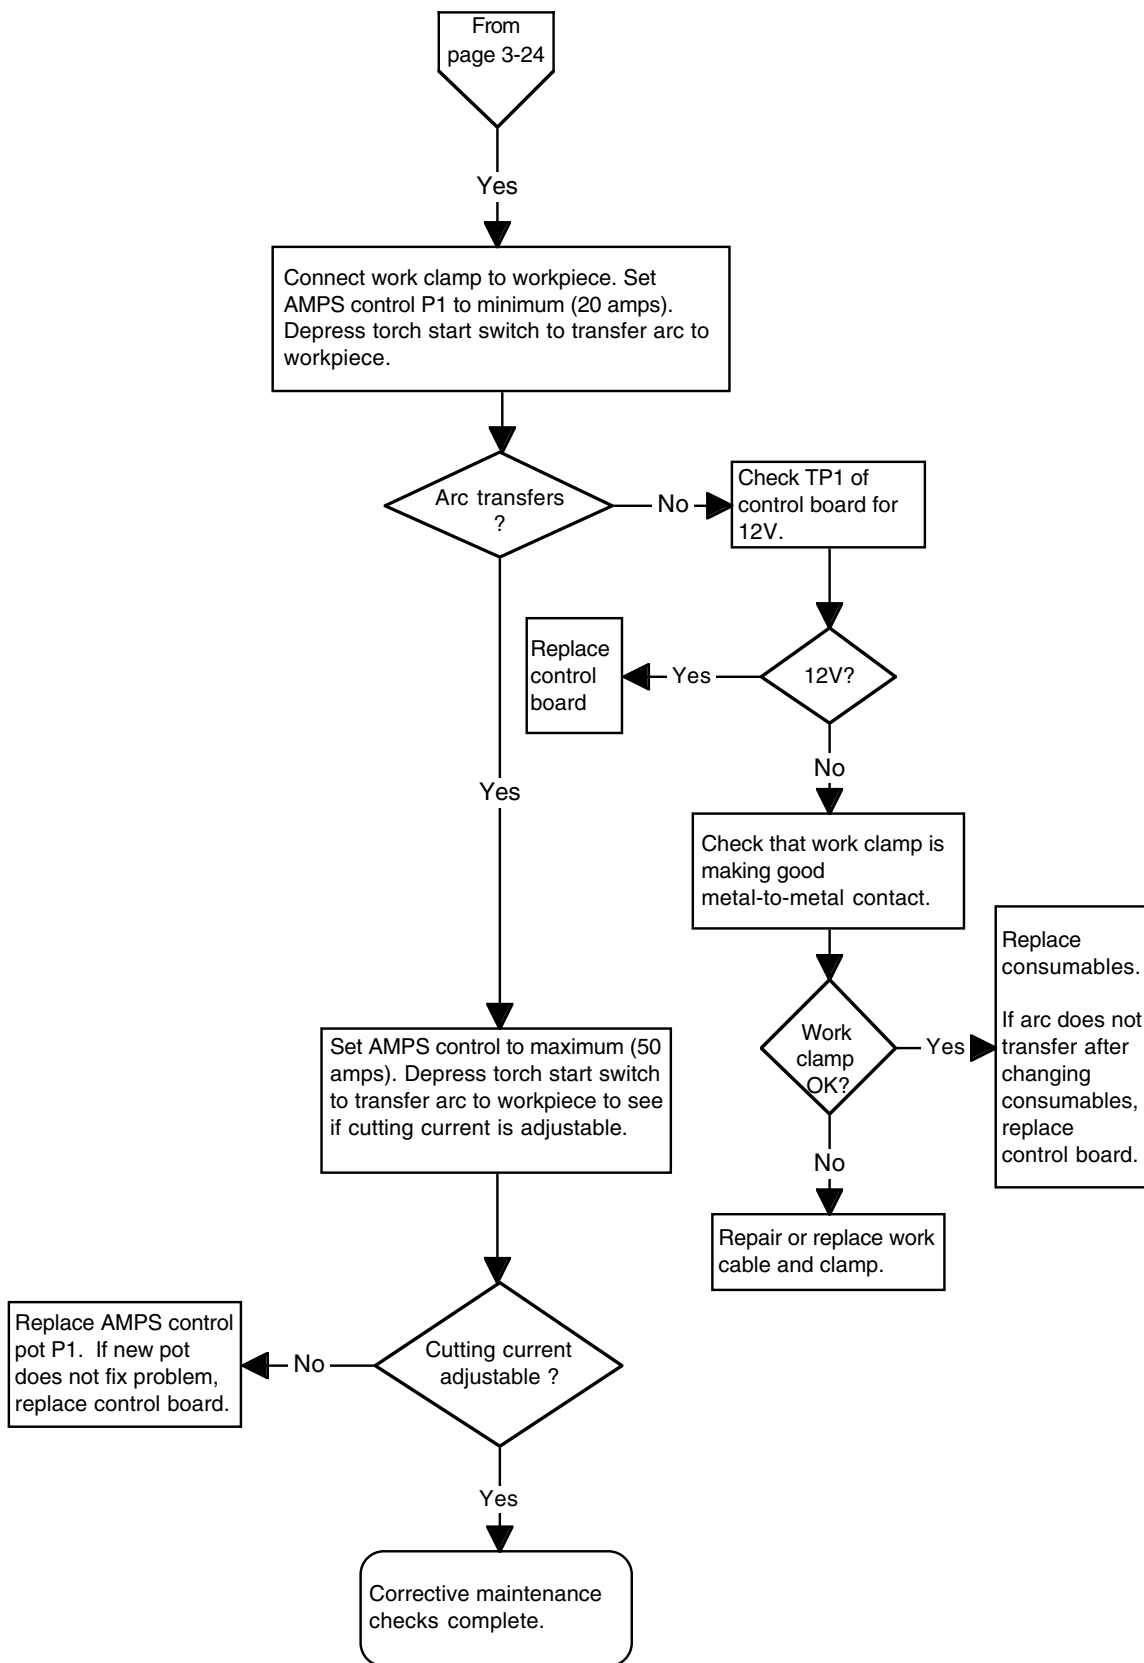 From
page 3-24
Yes
Connect work clamp to workpiece. Set
AMPS control P1 to minimum (20 amps).
Depress torch start switch to transfer arc to
workpiece.
Arc transfers
?
No
Check TP1 of
control board for
12V.
12V?
Yes
Replace
control
board
No
Check that work clamp is
making good
metal-to-metal contact.
Work
clamp
OK?
Yes
Replace
consumables.
If arc does not
transfer after
changing
consumables,
replace
control board.
No
Repair or replace work
cable and clamp.
Yes
Set AMPS control to maximum (50
amps). Depress torch start switch
to transfer arc to workpiece to see
if cutting current is adjustable.
Cutting current
adjustable ?
No
Replace AMPS control
pot P1. If new pot
does not fix problem,
replace control board.
Yes
Corrective maintenance
checks complete.